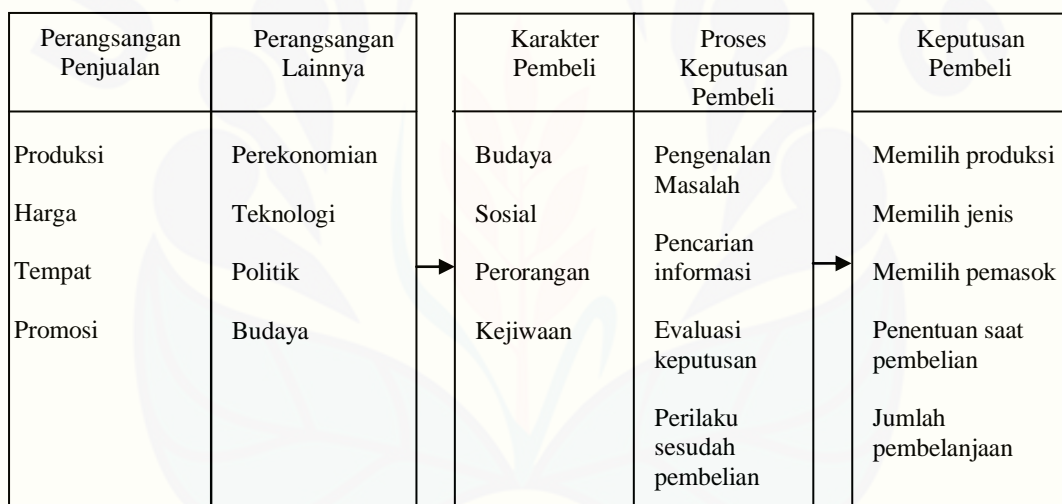 Perangsangan
Penjualan
Produksi
Harga
Tempat
Promosi
Perangsangan
Lainnya
Perekonomian
Teknologi
Politik
Budaya
Karakter
Pembeli
Budaya
Sosial
Perorangan
Kejiwaan
Proses
Keputusan
Pembeli
Pengenalan
Masalah
Pencarian
informasi
Evaluasi
keputusan
Perilaku
sesudah
pembelian
Keputusan
Pembeli
Memilih produksi
Memilih jenis
Memilih pemasok
Penentuan saat
pembelian
Jumlah
pembelanjaan